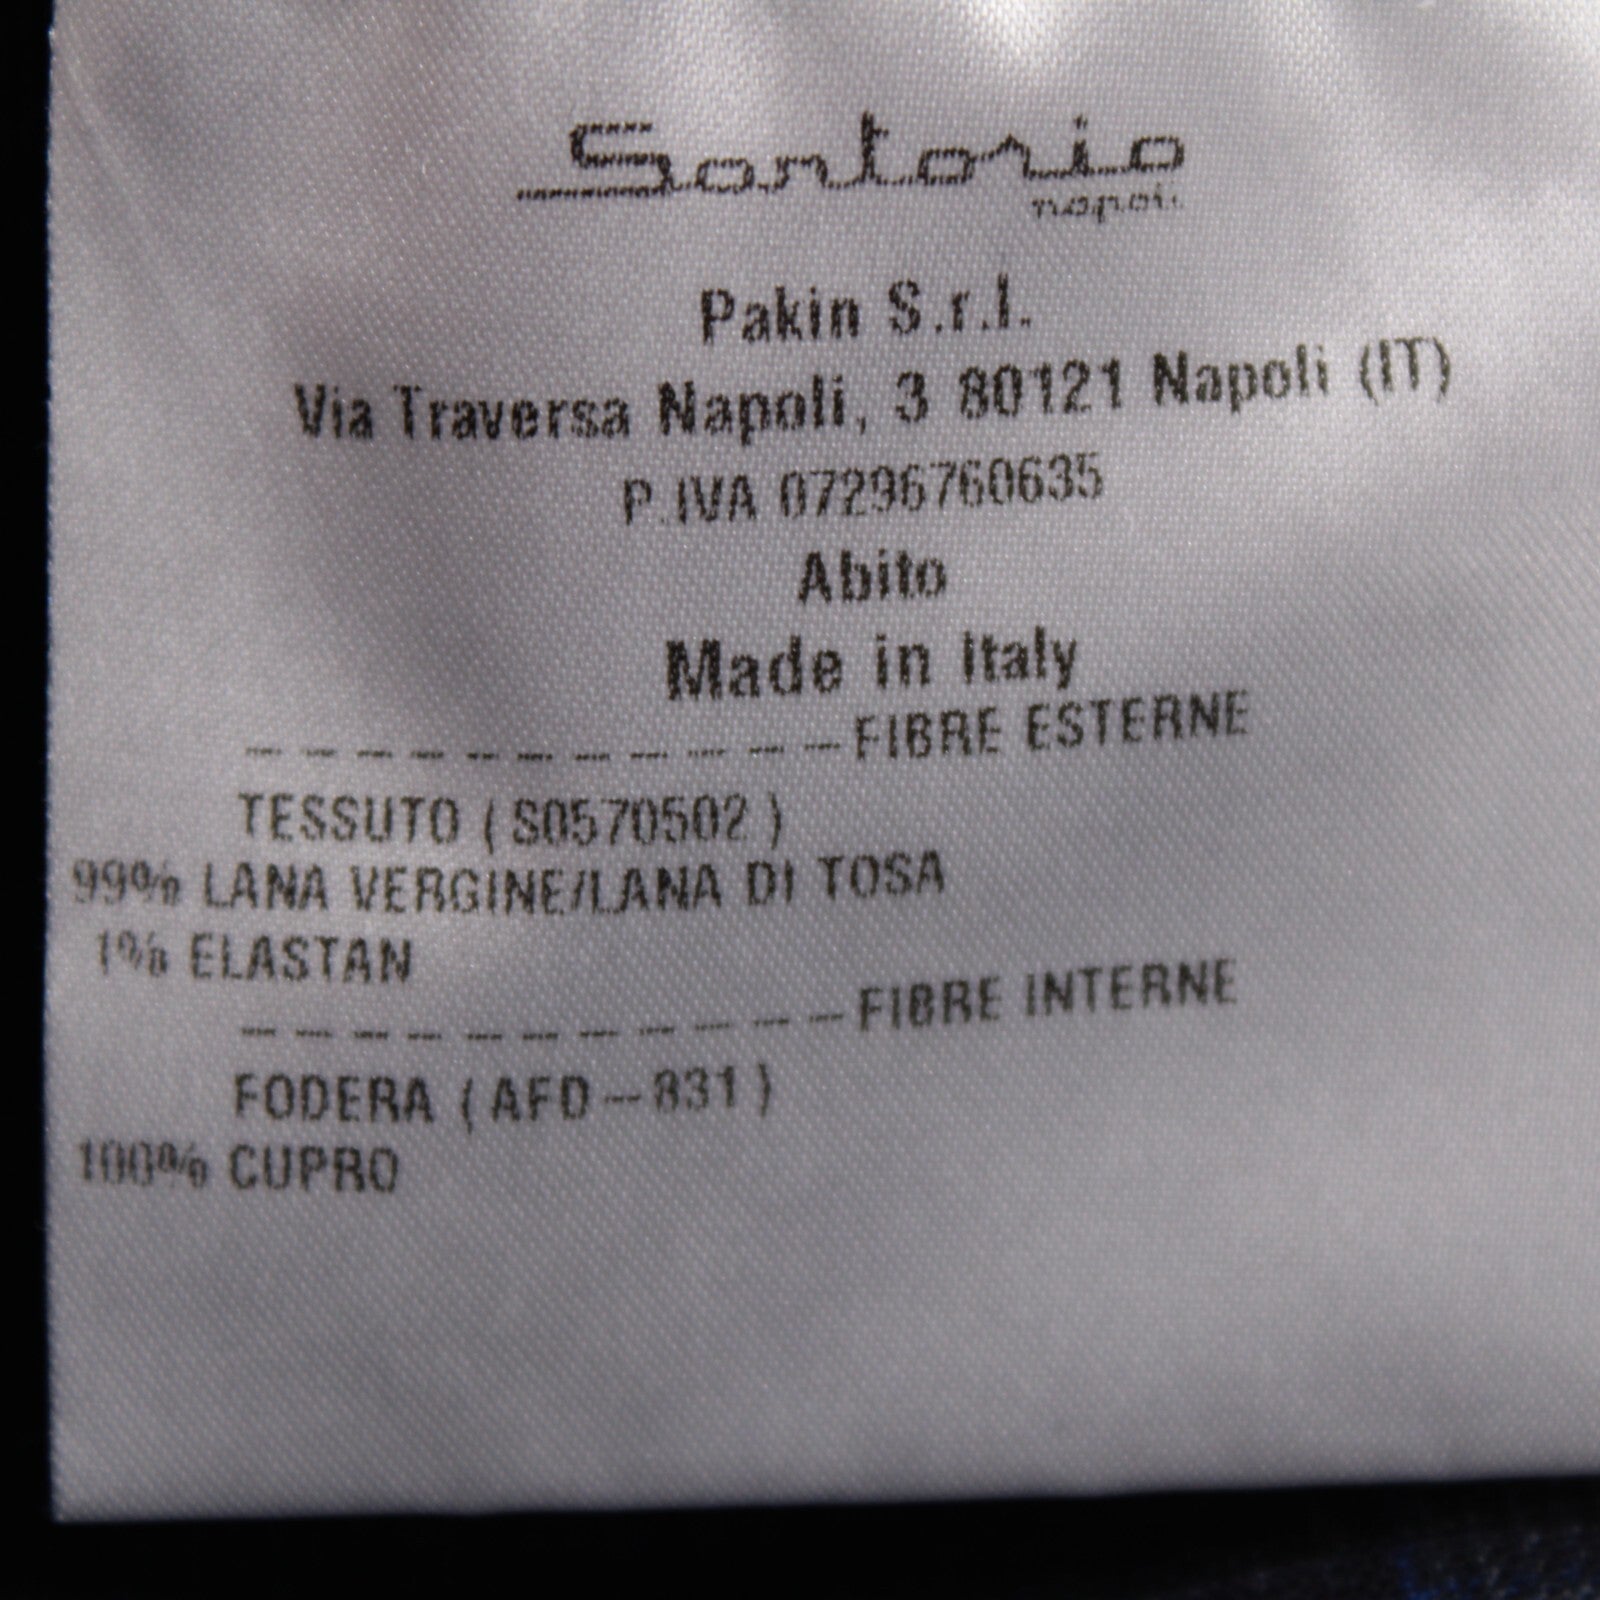 Sartorio
napoli
Pakin S.r.l.
Via Traversa Napoli, 3 80121 Napoli (IT)
P.IVA 07296760635
Abito
Made in Italy
-----------FIBRE ESTERNE
TESSUTO (S0570502)
99% LANA VERGINE/LANA DI TOSA
1% ELASTAN
-----------FIBRE INTERNE
FODERA (AFD-831)
100% CUPRO